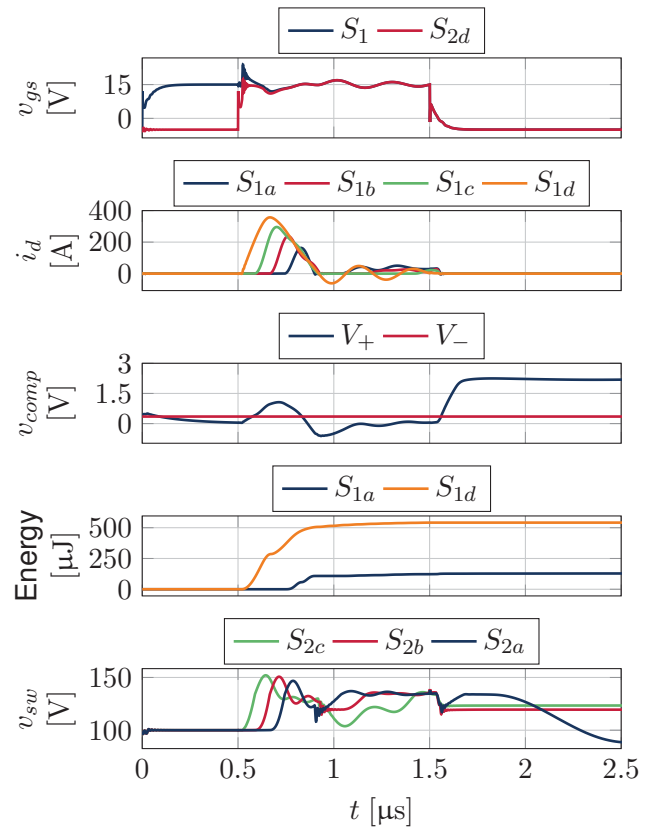 S1 S2d
vgs [V]
15
0
S1a S1b S1c S1d
id [A]
400
200
0
V+ V−
vcomp [V]
3
1.5
0
S1a S1d
Energy [μJ]
500
250
0
S2c S2b S2a
vsw [V]
150
100
0 0.5 1 1.5 2 2.5
t [μs]